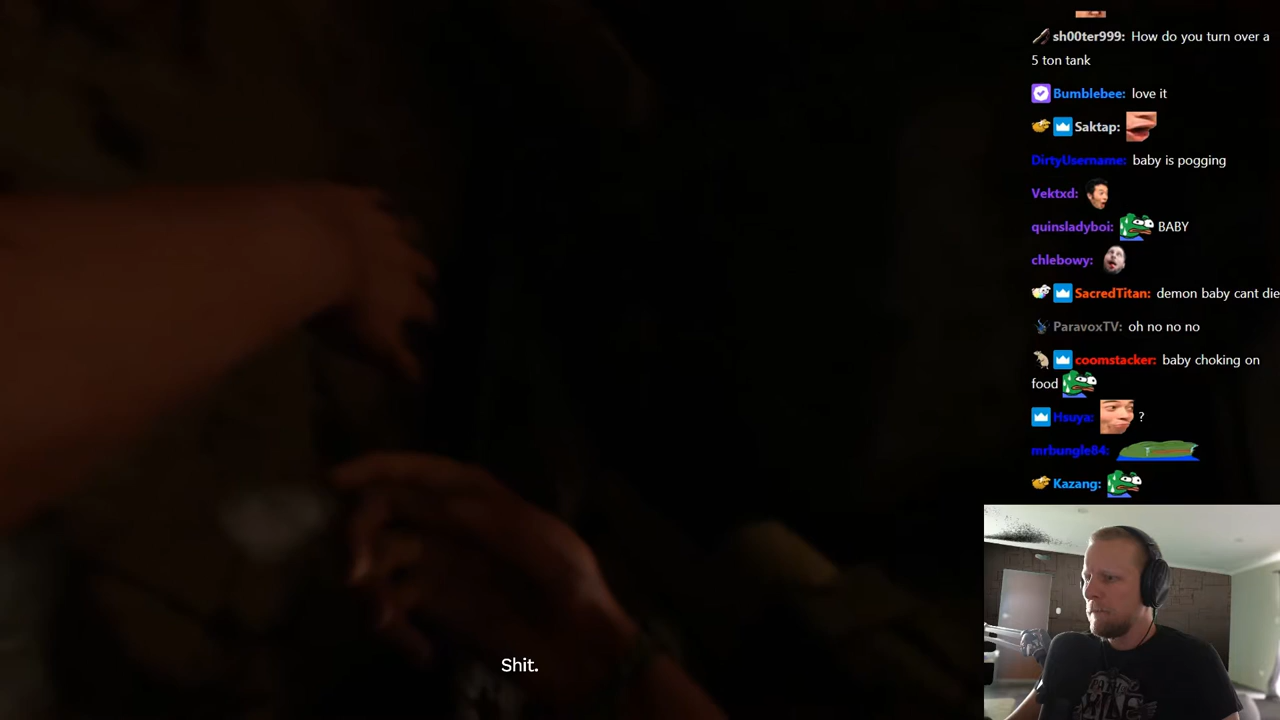 sh00ter999: How do you turn over a
5 ton tank
Bumblebee: love it
Saktap:
DirtyUsername: baby is pogging
Vektxd:
quinsladyboi: BABY
chlebowy:
SacredTitan: demon baby cant die
ParavoxTV: oh no no no
coomstacker: baby choking on
food
Hsuya: ?
mrbungle84:
Kazang:
Shit.